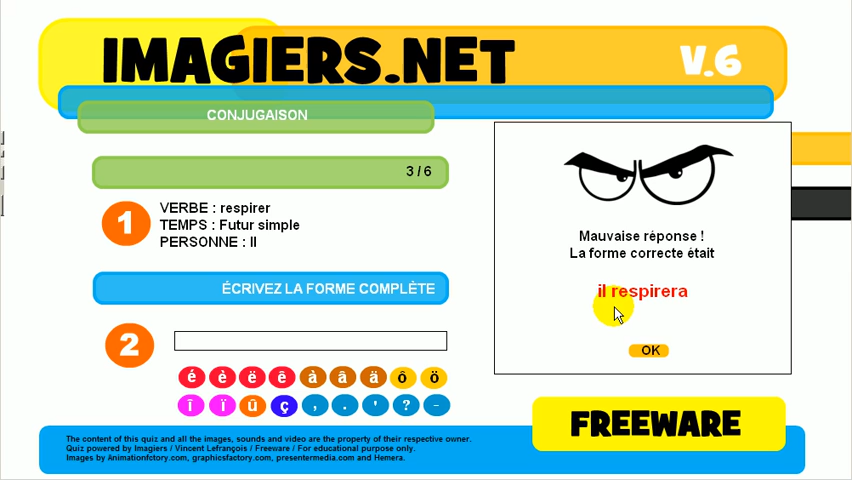 IMAGIERS.NET
V.6
CONJUGAISON
3 / 6
1
VERBE : respirer
TEMPS : Futur simple
PERSONNE : Il
ÉCRIVEZ LA FORME COMPLÈTE
2
é è ë ê à â ä ô ö
î ï û ç , . ' ? -
Mauvaise réponse !
La forme correcte était
il respirera
OK
FREEWARE
The content of this quiz and all the images, sounds and video are the property of their respective owner.
Quiz powered by Imagiers / Vincent Lefrançois / Freeware / For educational purpose only.
Images by Animationfctory.com, graphicsfactory.com, presentermedia.com and Hemera.